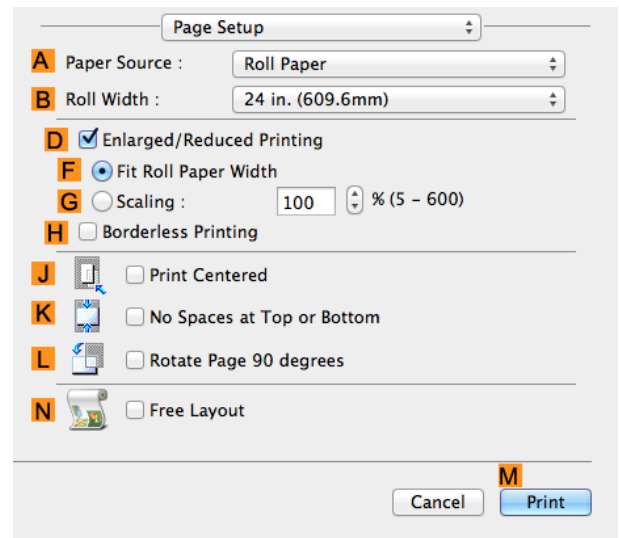 Page Setup
A Paper Source : Roll Paper
B Roll Width : 24 in. (609.6mm)
D Enlarged/Reduced Printing
F Fit Roll Paper Width
G Scaling : 100 % (5 – 600)
H Borderless Printing
J Print Centered
K No Spaces at Top or Bottom
L Rotate Page 90 degrees
N Free Layout
M
Cancel Print